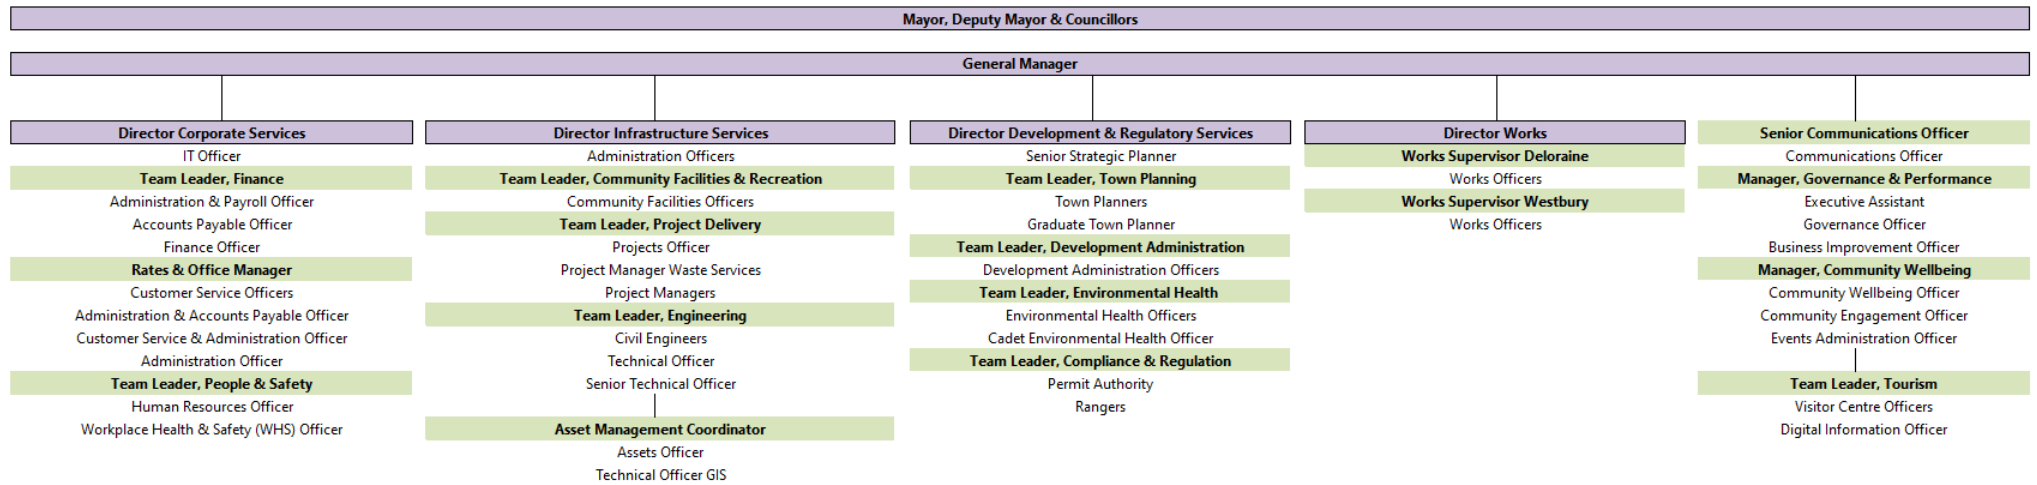 Mayor, Deputy Mayor & Councillors
General Manager
Director Corporate Services
IT Officer
Team Leader, Finance
Administration & Payroll Officer
Accounts Payable Officer
Finance Officer
Rates & Office Manager
Customer Service Officers
Administration & Accounts Payable Officer
Customer Service & Administration Officer
Administration Officer
Team Leader, People & Safety
Human Resources Officer
Workplace Health & Safety (WHS) Officer
Director Infrastructure Services
Administration Officers
Team Leader, Community Facilities & Recreation
Community Facilities Officers
Team Leader, Project Delivery
Projects Officer
Project Manager Waste Services
Project Managers
Team Leader, Engineering
Civil Engineers
Technical Officer
Senior Technical Officer
Asset Management Coordinator
Assets Officer
Technical Officer GIS
Director Development & Regulatory Services
Senior Strategic Planner
Team Leader, Town Planning
Town Planners
Graduate Town Planner
Team Leader, Development Administration
Development Administration Officers
Team Leader, Environmental Health
Environmental Health Officers
Cadet Environmental Health Officer
Team Leader, Compliance & Regulation
Permit Authority
Rangers
Director Works
Works Supervisor Deloraine
Works Officers
Works Supervisor Westbury
Works Officers
Senior Communications Officer
Communications Officer
Manager, Governance & Performance
Executive Assistant
Governance Officer
Business Improvement Officer
Manager, Community Wellbeing
Community Wellbeing Officer
Community Engagement Officer
Events Administration Officer
Team Leader, Tourism
Visitor Centre Officers
Digital Information Officer